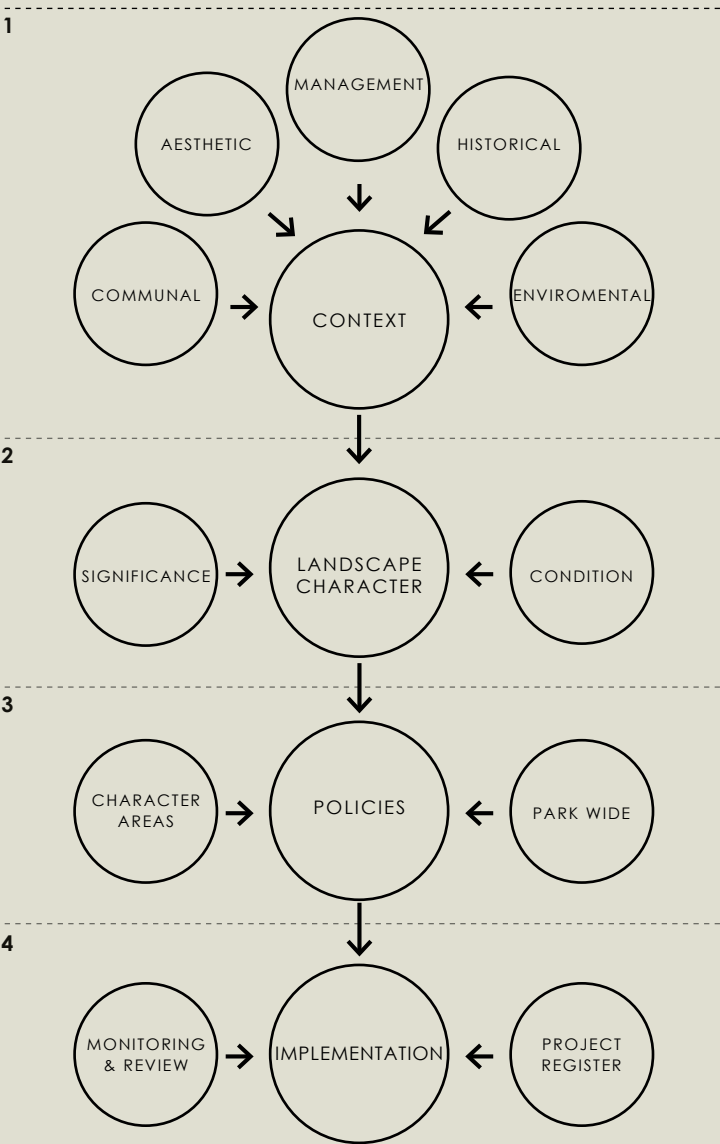 1
MANAGEMENT
AESTHETIC
HISTORICAL
COMMUNAL
ENVIROMENTAL
CONTEXT
2
SIGNIFICANCE
LANDSCAPE
CHARACTER
CONDITION
3
CHARACTER
AREAS
POLICIES
PARK WIDE
4
MONITORING
& REVIEW
IMPLEMENTATION
PROJECT
REGISTER